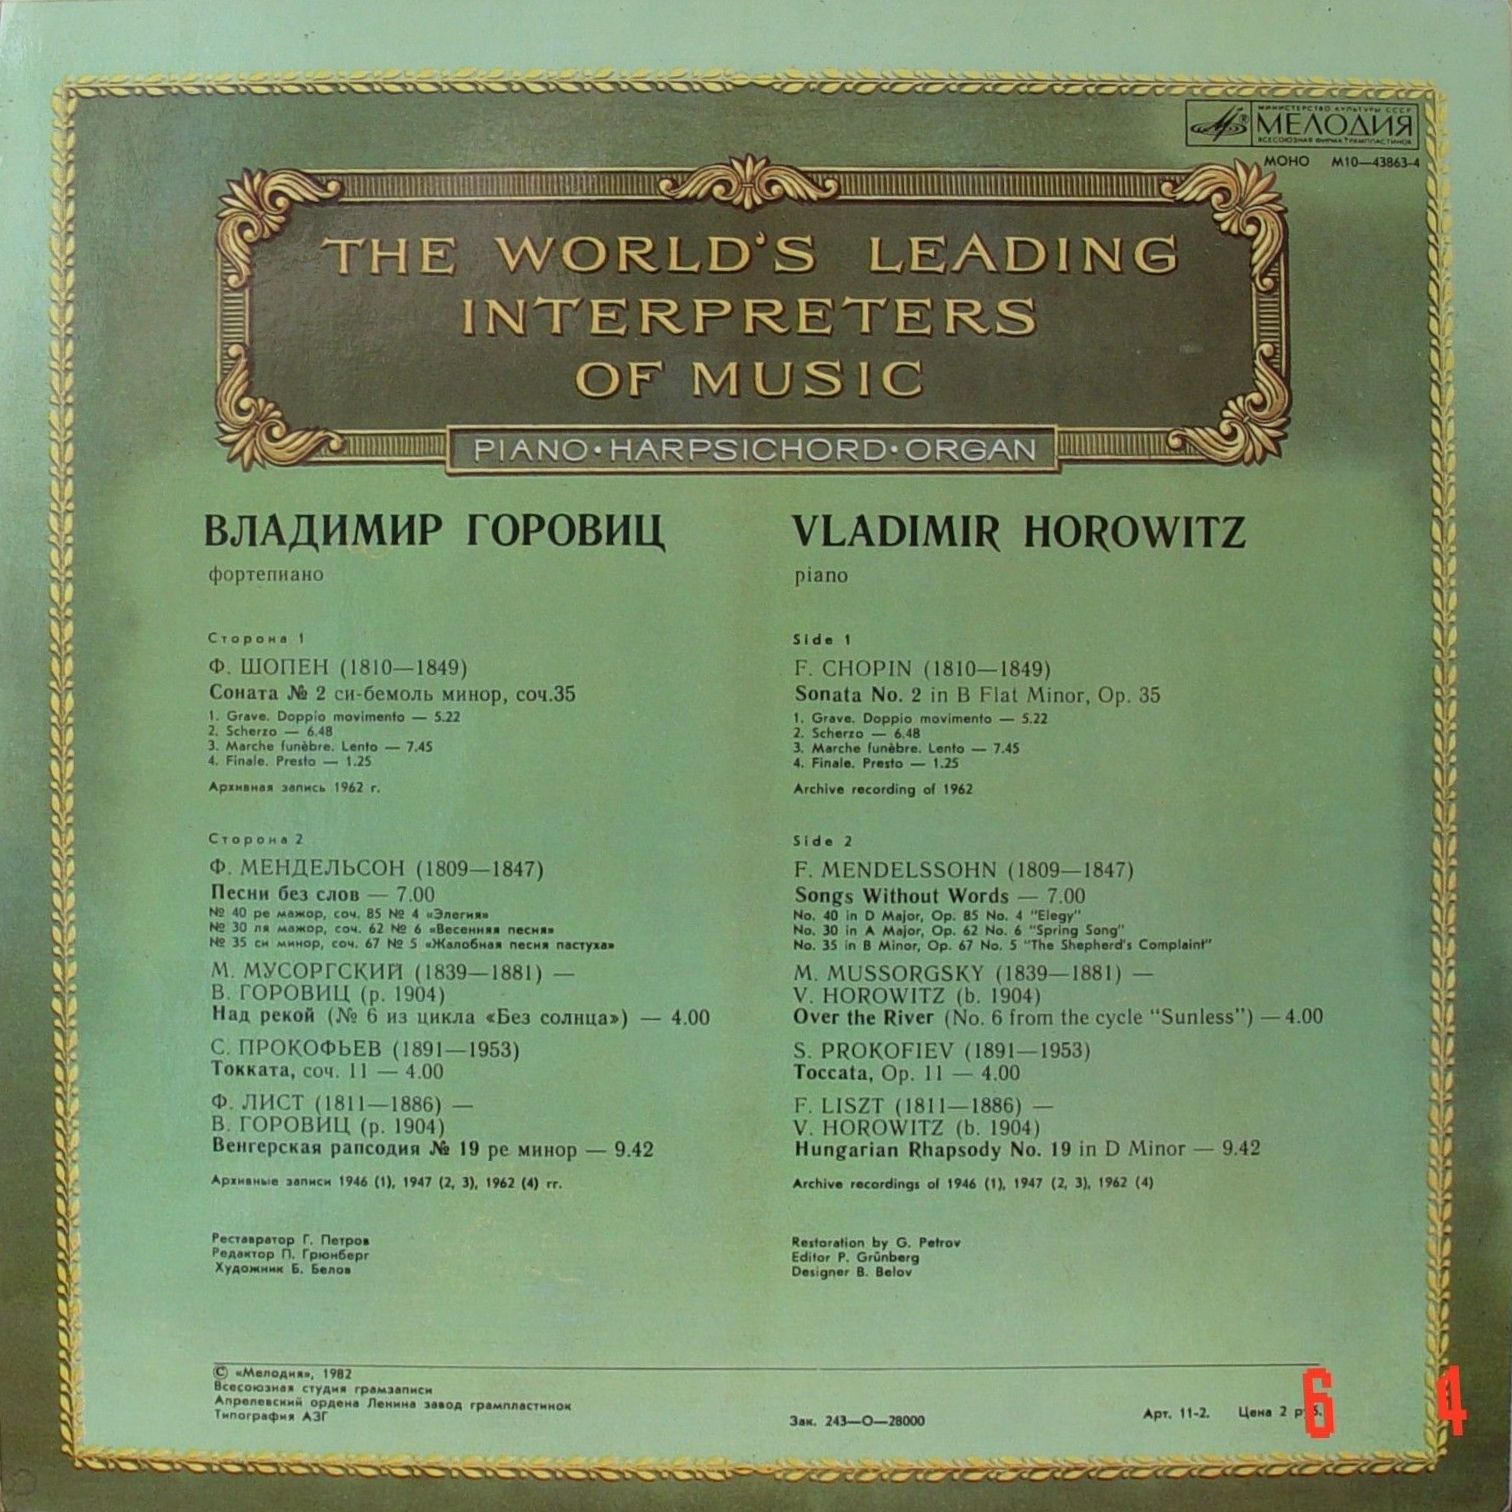 МИНИСТЕРСТВО КУЛЬТУРЫ СССР
МЕЛОДИЯ
ВСЕСОЮЗНАЯ ФИРМА ГРАМПЛАСТИНОК
МОНО М10—43863-4
THE WORLD'S LEADING
INTERPRETERS
OF MUSIC
PIANO·HARPSICHORD·ORGAN
ВЛАДИМИР ГОРОВИЦ
фортепиано
Сторона 1
Ф. ШОПЕН (1810—1849)
Соната № 2 си-бемоль минор, соч.35
1. Grave. Doppio movimento — 5.22
2. Scherzo — 6.48
3. Marche funèbre. Lento — 7.45
4. Finale. Presto — 1.25
Архивная запись 1962 г.
Сторона 2
Ф. МЕНДЕЛЬСОН (1809—1847)
Песни без слов — 7.00
№ 40 ре мажор, соч. 85 № 4 «Элегия»
№ 30 ля мажор, соч. 62 № 6 «Весенняя песня»
№ 35 си минор, соч. 67 № 5 «Жалобная песня пастуха»
М. МУСОРГСКИЙ (1839—1881) —
В. ГОРОВИЦ (р. 1904)
Над рекой (№ 6 из цикла «Без солнца») — 4.00
С. ПРОКОФЬЕВ (1891—1953)
Токката, соч. 11 — 4.00
Ф. ЛИСТ (1811—1886) —
В. ГОРОВИЦ (р. 1904)
Венгерская рапсодия № 19 ре минор — 9.42
Архивные записи 1946 (1), 1947 (2, 3), 1962 (4) гг.
Реставратор Г. Петров
Редактор П. Грюнберг
Художник Б. Белов
VLADIMIR HOROWITZ
piano
Side 1
F. CHOPIN (1810—1849)
Sonata No. 2 in B Flat Minor, Op. 35
1. Grave. Doppio movimento — 5.22
2. Scherzo — 6.48
3. Marche funèbre. Lento — 7.45
4. Finale. Presto — 1.25
Archive recording of 1962
Side 2
F. MENDELSSOHN (1809—1847)
Songs Without Words — 7.00
No. 40 in D Major, Op. 85 No. 4 "Elegy"
No. 30 in A Major, Op. 62 No. 6 "Spring Song"
No. 35 in B Minor, Op. 67 No. 5 "The Shepherd's Complaint"
M. MUSSORGSKY (1839—1881) —
V. HOROWITZ (b. 1904)
Over the River (No. 6 from the cycle "Sunless") — 4.00
S. PROKOFIEV (1891—1953)
Toccata, Op. 11 — 4.00
F. LISZT (1811—1886) —
V. HOROWITZ (b. 1904)
Hungarian Rhapsody No. 19 in D Minor — 9.42
Archive recordings of 1946 (1), 1947 (2, 3), 1962 (4)
Restoration by G. Petrov
Editor P. Grünberg
Designer B. Belov
© «Мелодия», 1982
Всесоюзная студия грамзаписи
Апрелевский ордена Ленина завод грампластинок
Типография АЗГ
Зак. 243—О—28000
Арт. 11-2. Цена 2
6 4